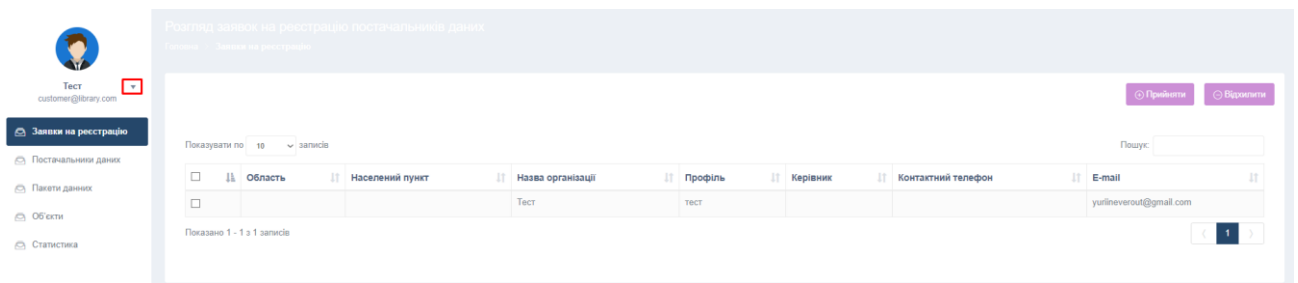 Розгляд заявок на реєстрацію постачальників даних
Головна - Заявки на реєстрацію
Тест
customer@library.com
Заявки на реєстрацію
Постачальники даних
Пакети данних
Об'єкти
Статистика
Прийняти Відхилити
Показувати по 10 записів Пошук:
Область Населений пункт Назва організації Профіль Керівник Контактний телефон E-mail
Тест тест yuriineverout@gmail.com
Показано 1 - 1 з 1 записів
1